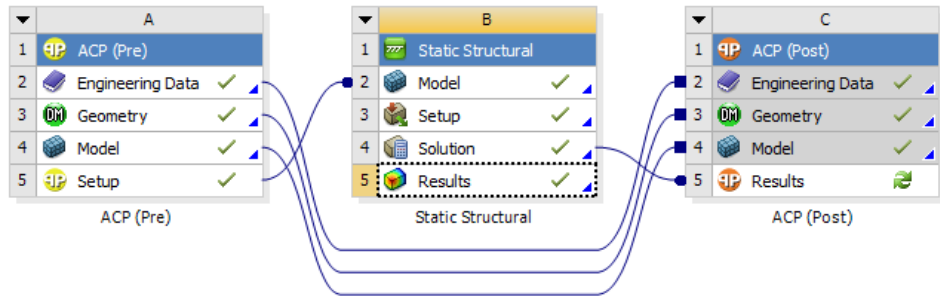 A
1 ACP (Pre)
2 Engineering Data
3 DM Geometry
4 Model
5 Setup
ACP (Pre)
B
1 Static Structural
2 Model
3 Setup
4 Solution
5 Results
Static Structural
C
1 ACP (Post)
2 Engineering Data
3 DM Geometry
4 Model
5 Results
ACP (Post)